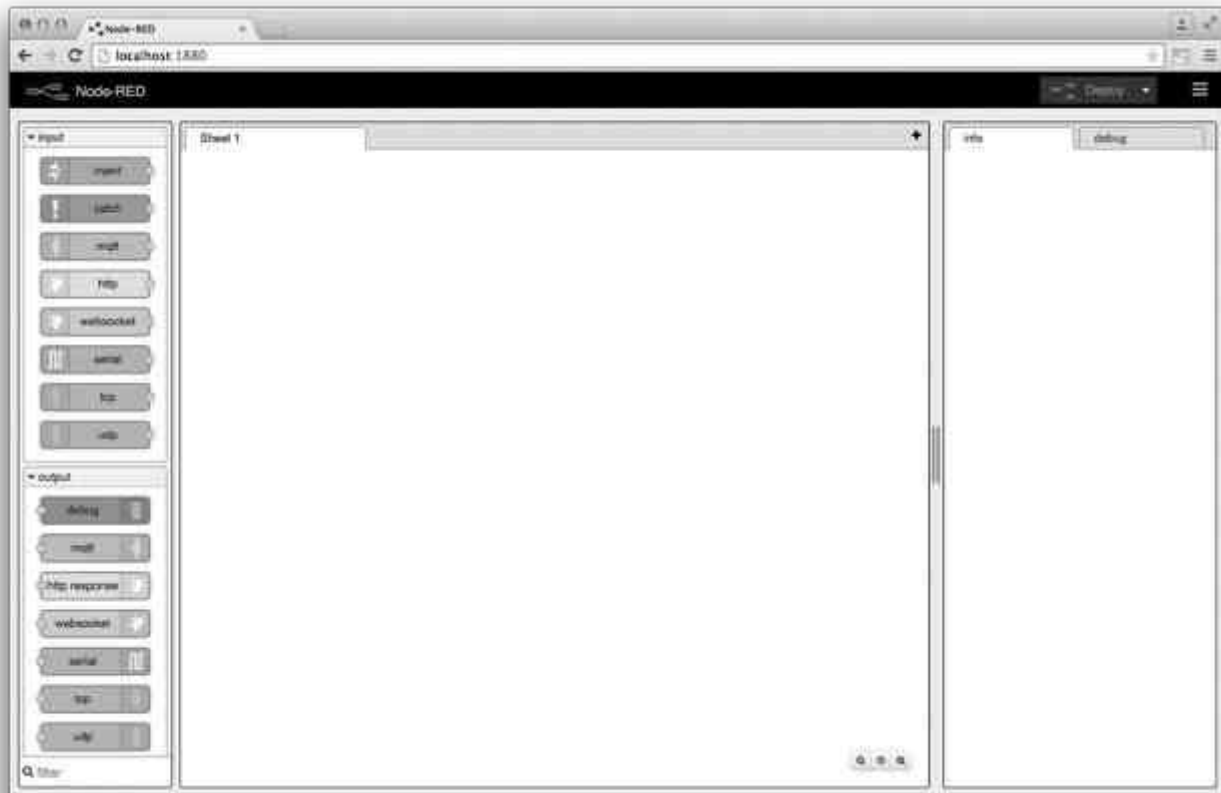 Node-RED
localhost:1880
Node-RED
Deploy
input
Sheet 1
info
debug
inject
catch
mqtt
http
websocket
serial
tcp
udp
output
debug
mqtt
http response
websocket
serial
tcp
udp
filter